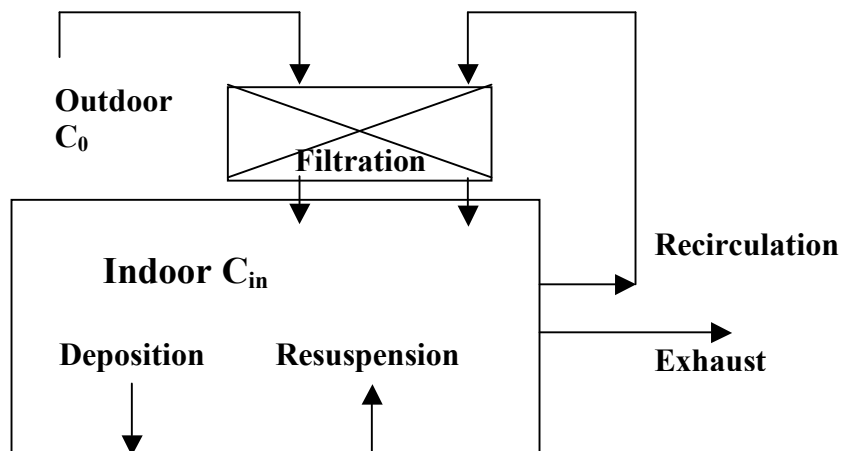 Outdoor
C₀
Filtration
Recirculation
Indoor Cᵢₙ
Deposition Resuspension
Exhaust